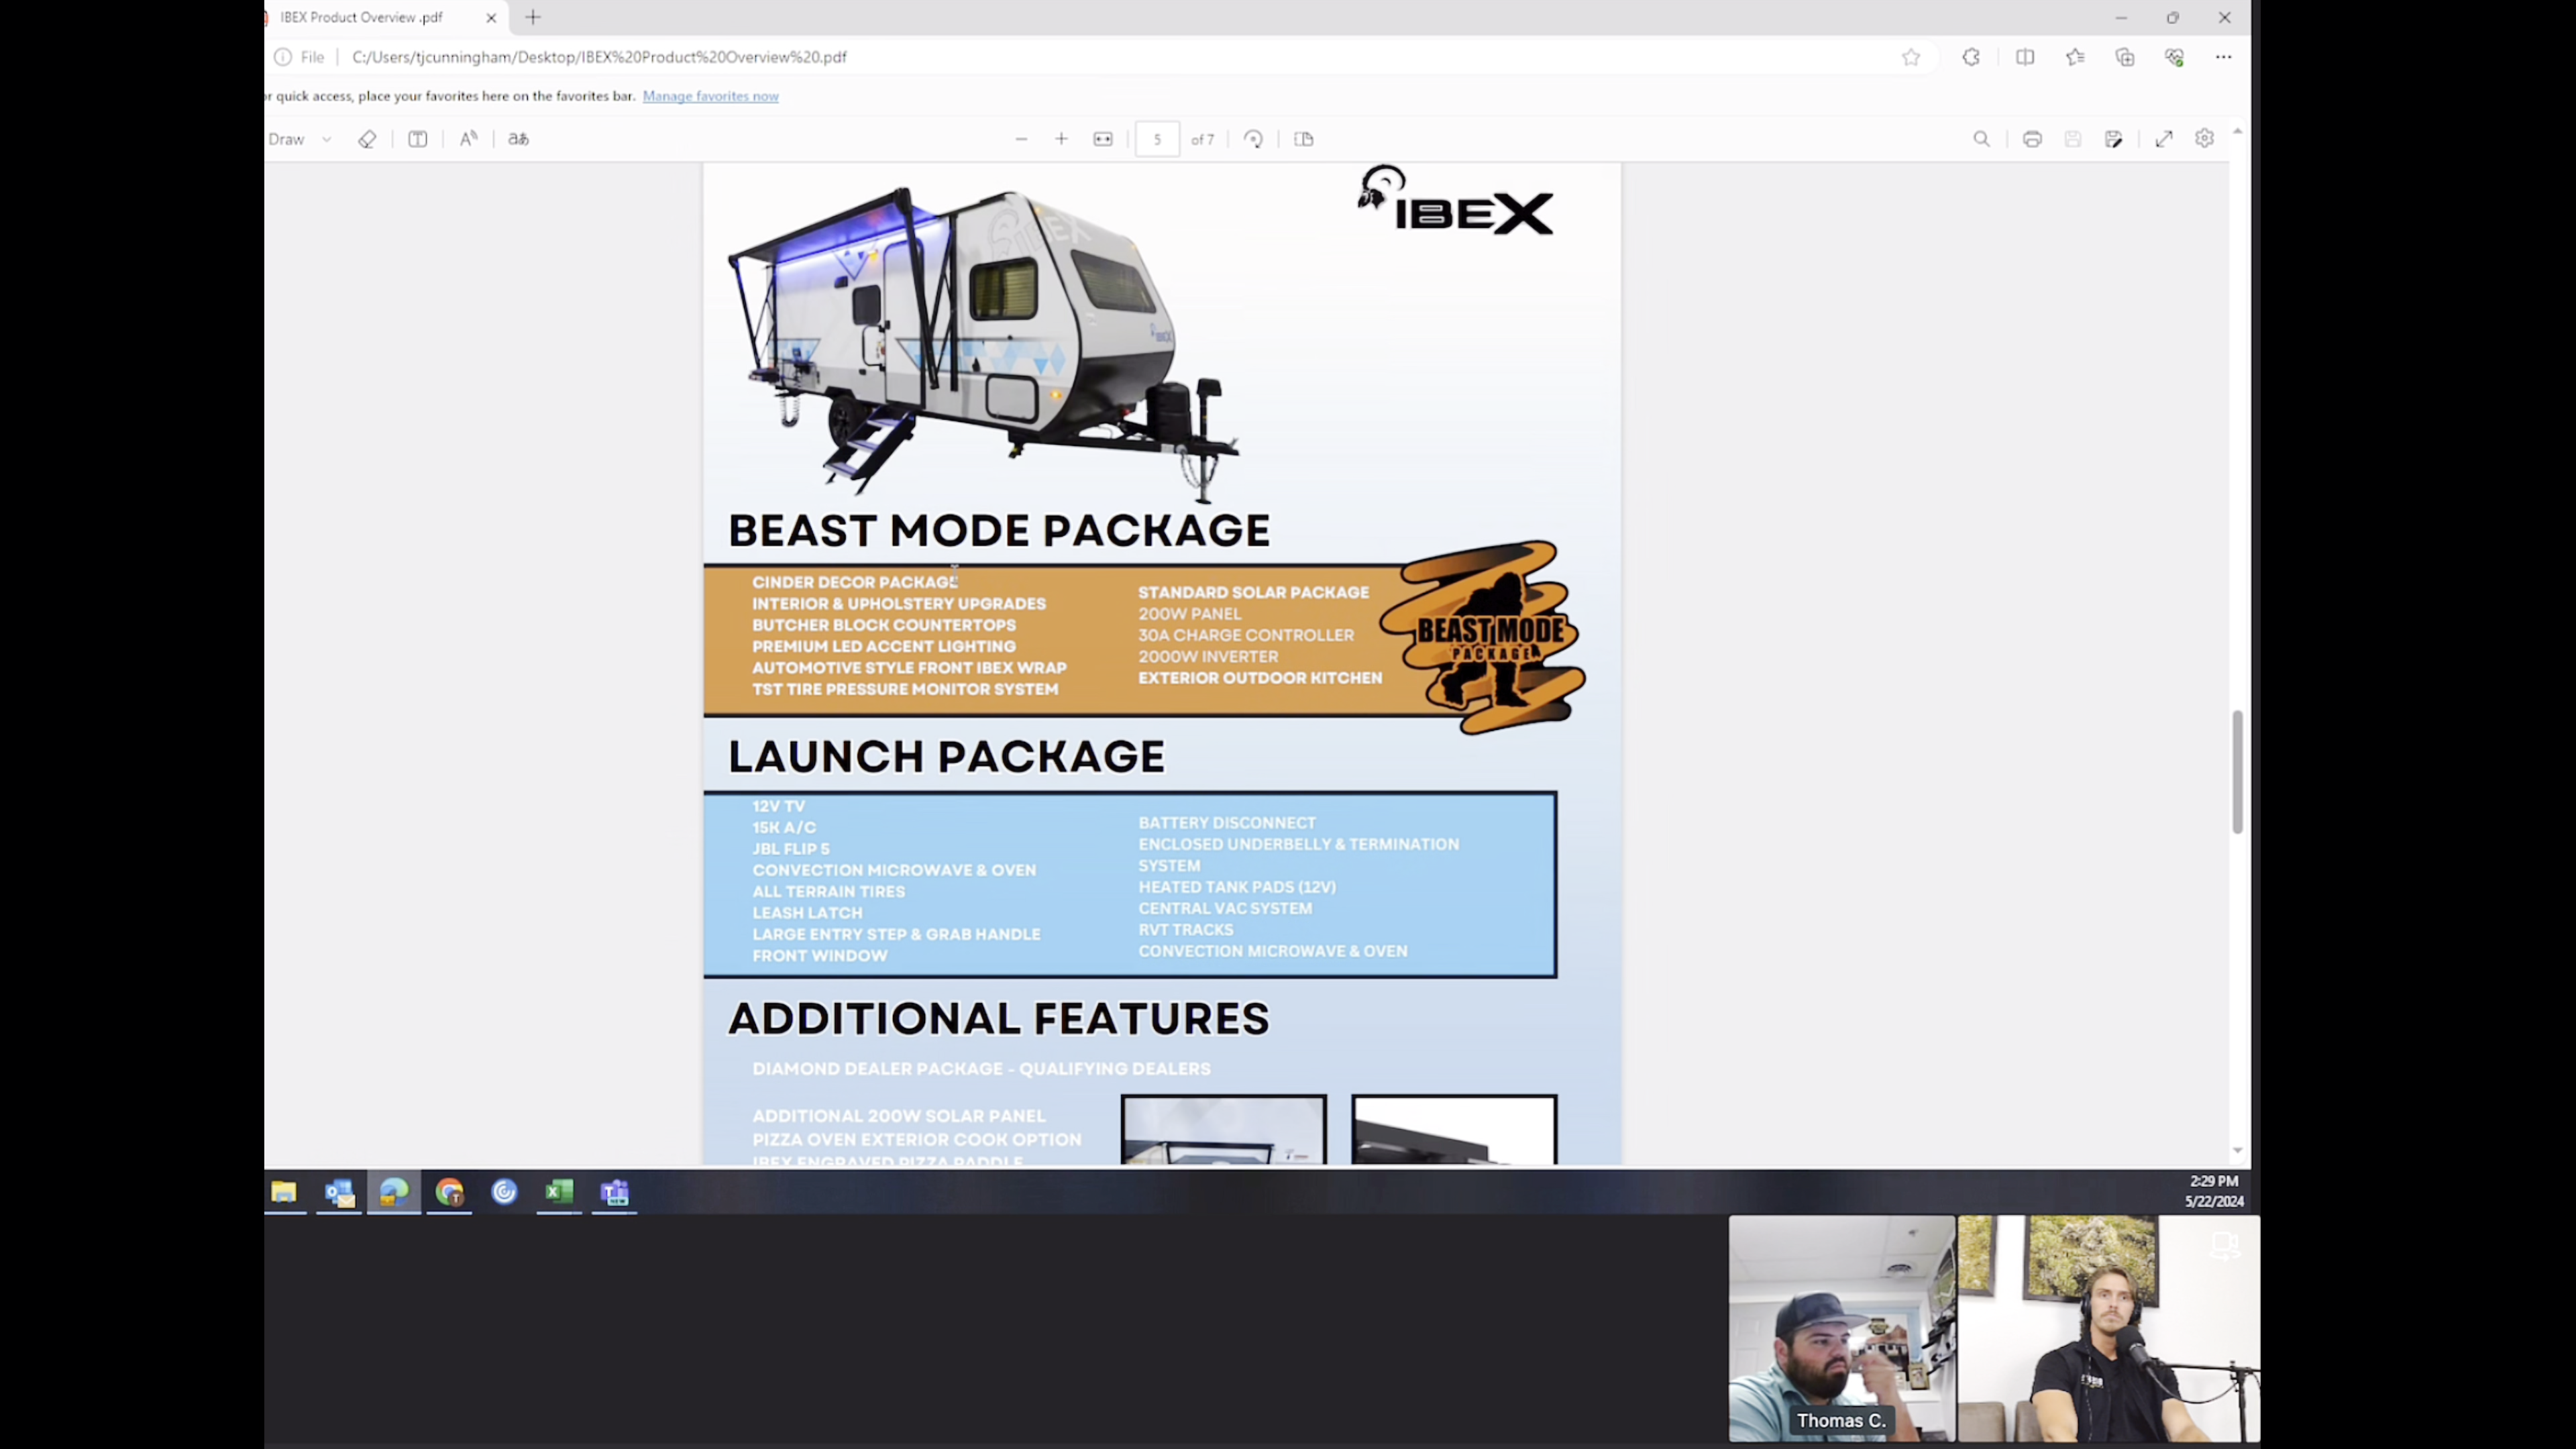 IBEX Product Overview .pdf
File
C:/Users/tjcunningham/Desktop/IBEX%20Product%20Overview%20.pdf
or quick access, place your favorites here on the favorites bar. Manage favorites now
Draw
5 of 7
IBEX
IBEX
IBEX
BEAST MODE PACKAGE
CINDER DECOR PACKAGE
INTERIOR & UPHOLSTERY UPGRADES
BUTCHER BLOCK COUNTERTOPS
PREMIUM LED ACCENT LIGHTING
AUTOMOTIVE STYLE FRONT IBEX WRAP
TST TIRE PRESSURE MONITOR SYSTEM
STANDARD SOLAR PACKAGE
200W PANEL
30A CHARGE CONTROLLER
2000W INVERTER
EXTERIOR OUTDOOR KITCHEN
BEAST MODE
PACKAGE
LAUNCH PACKAGE
12V TV
15K A/C
JBL FLIP 5
CONVECTION MICROWAVE & OVEN
ALL TERRAIN TIRES
LEASH LATCH
LARGE ENTRY STEP & GRAB HANDLE
FRONT WINDOW
BATTERY DISCONNECT
ENCLOSED UNDERBELLY & TERMINATION
SYSTEM
HEATED TANK PADS (12V)
CENTRAL VAC SYSTEM
RVT TRACKS
CONVECTION MICROWAVE & OVEN
ADDITIONAL FEATURES
DIAMOND DEALER PACKAGE - QUALIFYING DEALERS
ADDITIONAL 200W SOLAR PANEL
PIZZA OVEN EXTERIOR COOK OPTION
IBEX ENGRAVED PIZZA PADDLE
2:29 PM
5/22/2024
Thomas C.